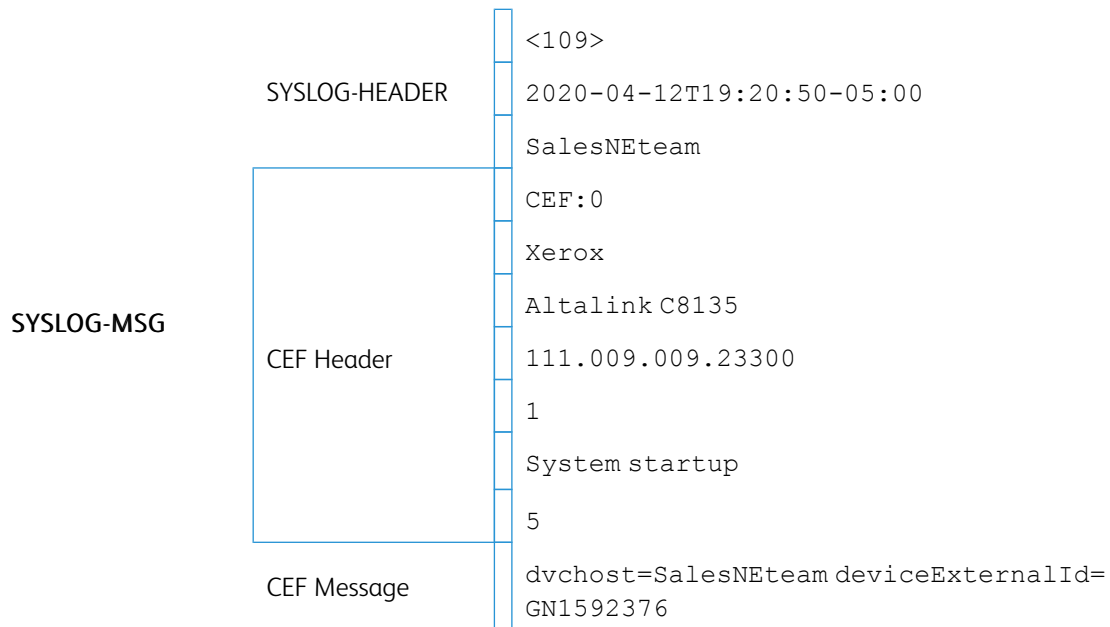 <109>
SYSLOG-HEADER
2020-04-12T19:20:50-05:00
SalesNEteam
SYSLOG-MSG
CEF Header
CEF:0
Xerox
Altalink C8135
111.009.009.23300
1
System startup
5
CEF Message
dvchost=SalesNEteam deviceExternalId=
GN1592376